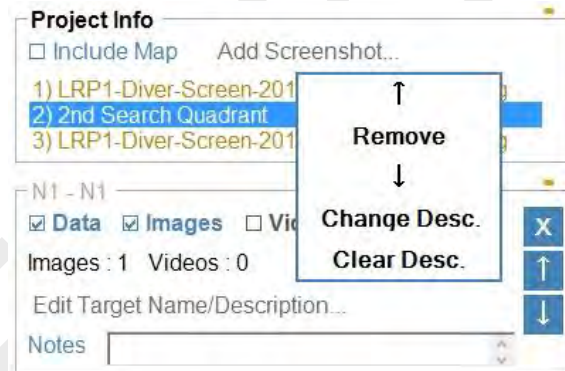 Project Info
Include Map Add Screenshot...
1) LRP1-Diver-Screen-201
2) 2nd Search Quadrant
3) LRP1-Diver-Screen-201
↑
Remove
↓
Change Desc.
Clear Desc.
N1 - N1
Data Images
Images : 1 Videos : 0
X
↑
↓
Edit Target Name/Description...
Notes